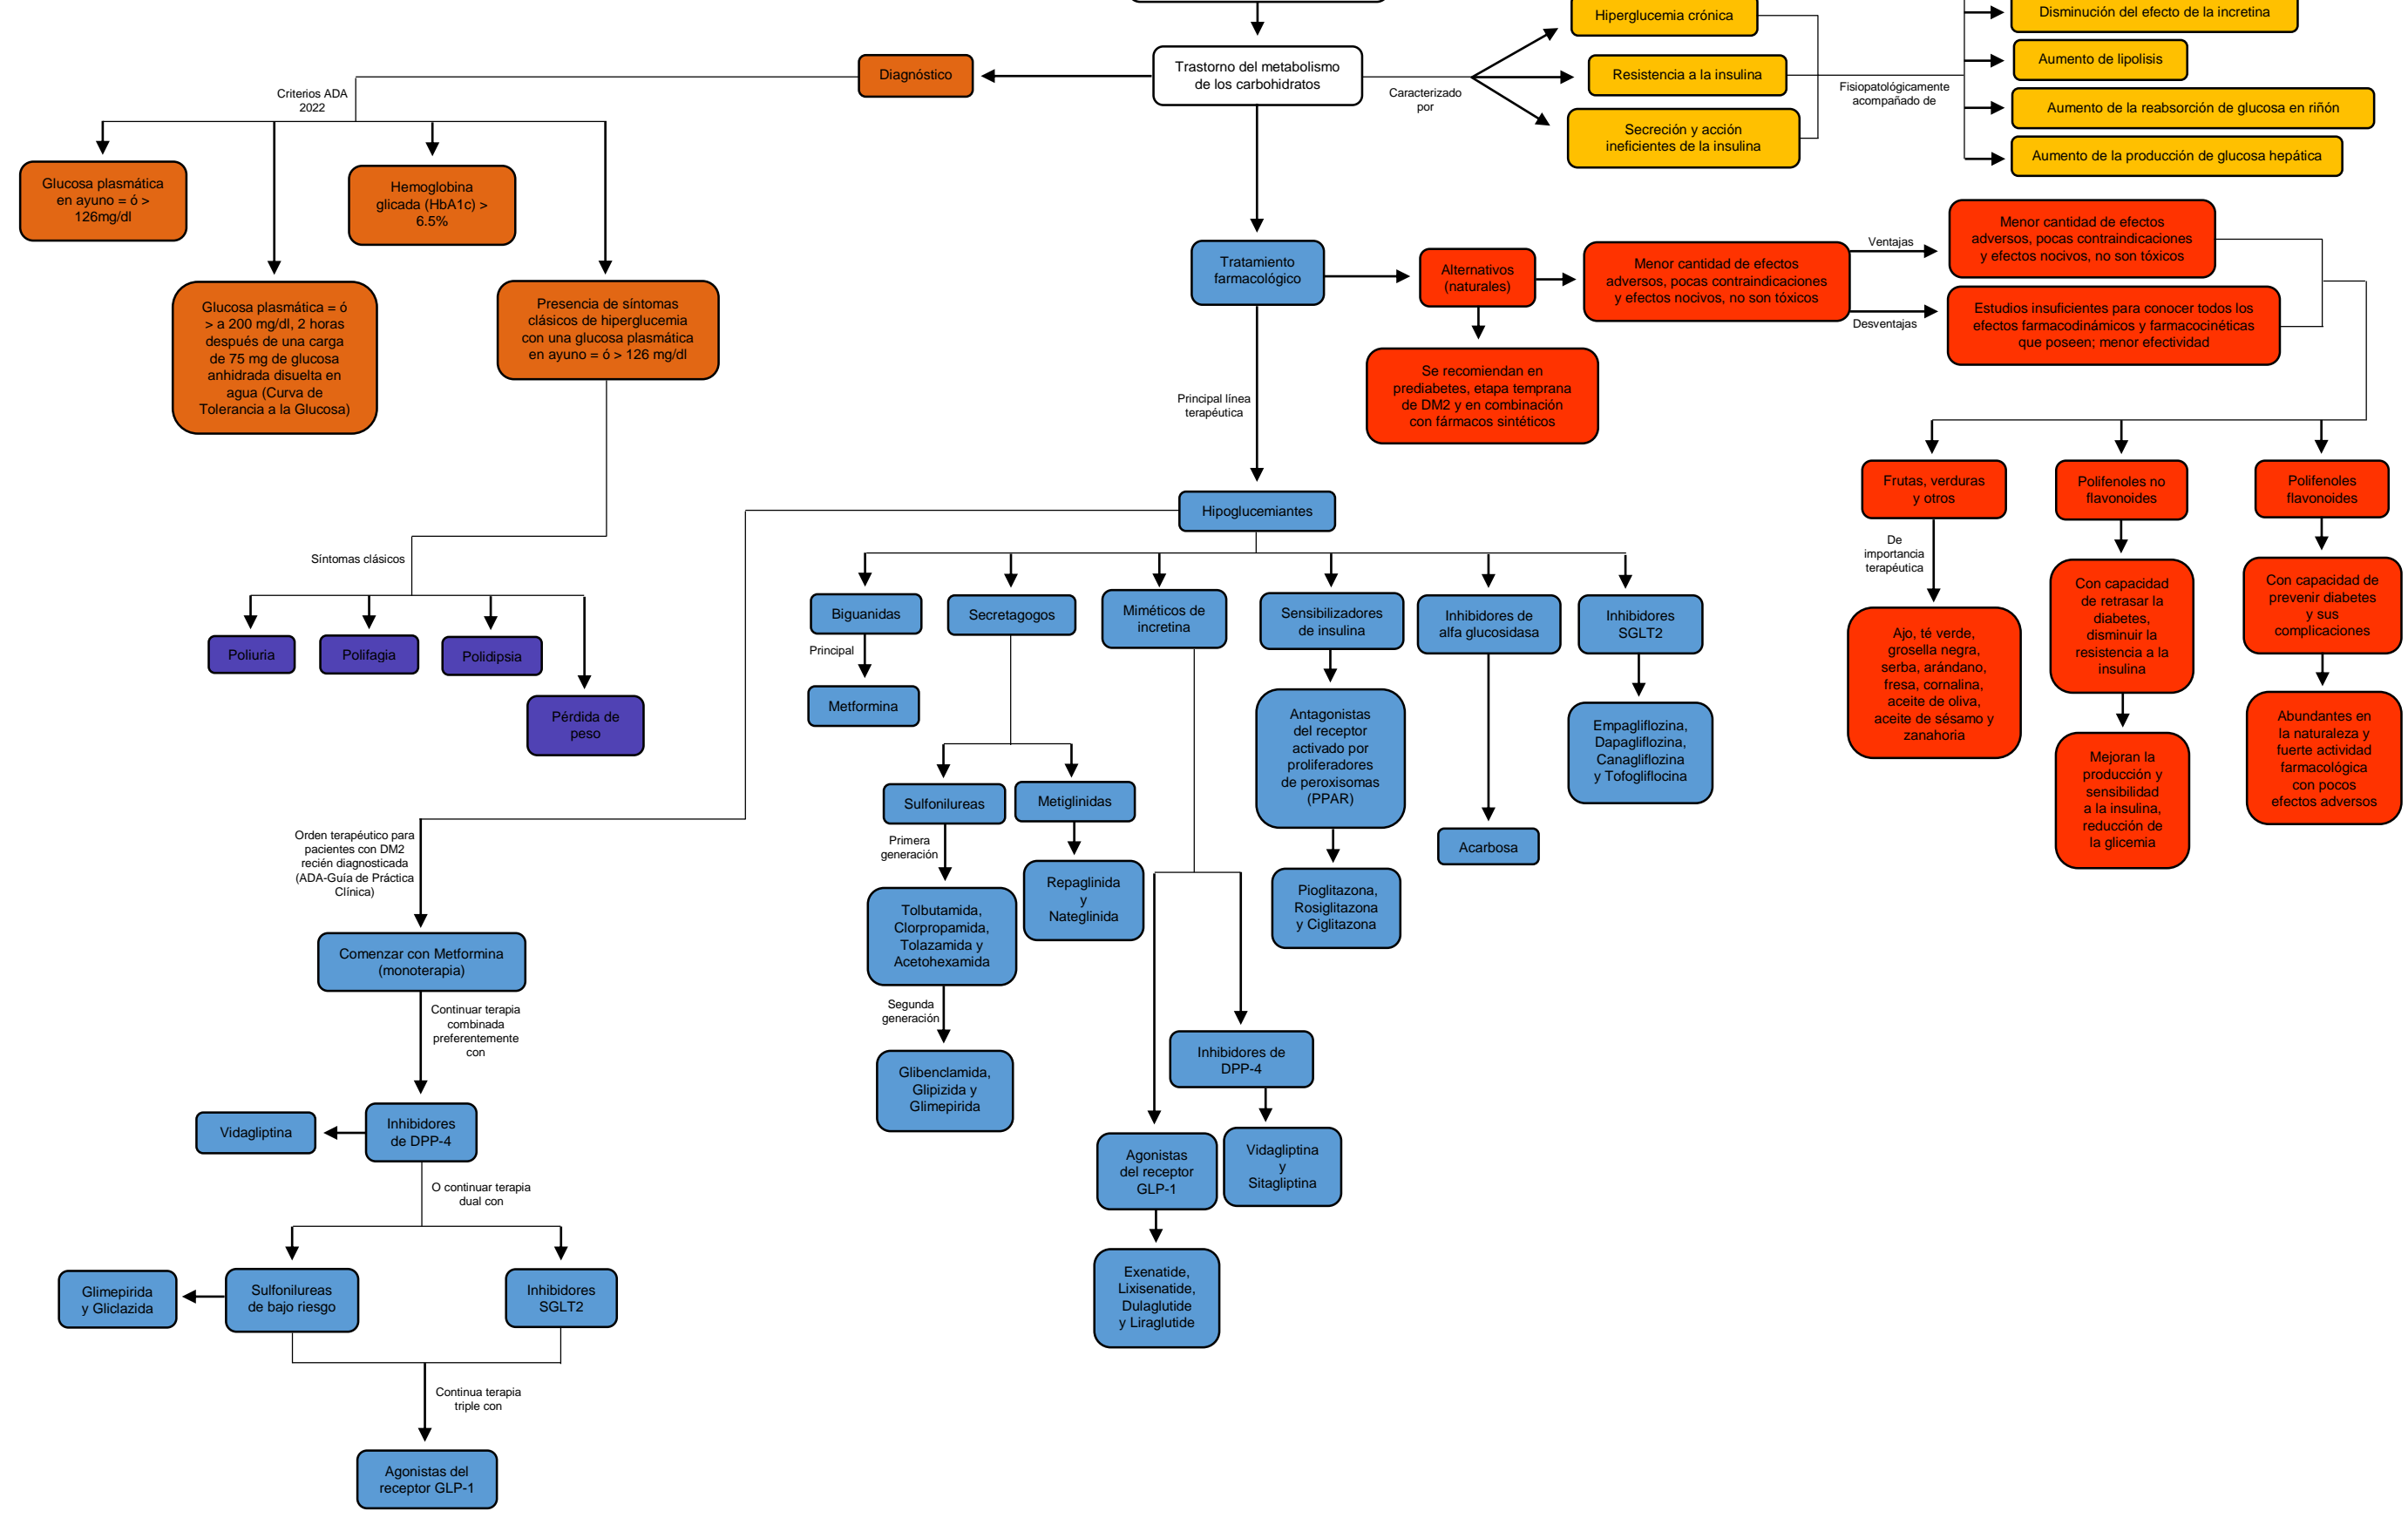 Hiperglucemia crónica
Disminución del efecto de la incretina
Diagnóstico
Trastorno del metabolismo
de los carbohidratos
Caracterizado
por
Resistencia a la insulina
Fisiopatológicamente
acompañado de
Aumento de lipolisis
Secreción y acción
ineficientes de la insulina
Aumento de la reabsorción de glucosa en riñón
Aumento de la producción de glucosa hepática
Criterios ADA
2022
Glucosa plasmática
en ayuno = ó >
126mg/dl
Hemoglobina
glicada (HbA1c) >
6.5%
Glucosa plasmática = ó
> a 200 mg/dl, 2 horas
después de una carga
de 75 mg de glucosa
anhidrada disuelta en
agua (Curva de
Tolerancia a la Glucosa)
Presencia de síntomas
clásicos de hiperglucemia
con una glucosa plasmática
en ayuno = ó > 126 mg/dl
Síntomas clásicos
Poliuria
Polifagia
Polidipsia
Pérdida de
peso
Tratamiento
farmacológico
Alternativos
(naturales)
Menor cantidad de efectos
adversos, pocas contraindicaciones
y efectos nocivos, no son tóxicos
Ventajas
Menor cantidad de efectos
adversos, pocas contraindicaciones
y efectos nocivos, no son tóxicos
Desventajas
Estudios insuficientes para conocer todos los
efectos farmacodinámicos y farmacocinéticas
que poseen; menor efectividad
Se recomiendan en
prediabetes, etapa temprana
de DM2 y en combinación
con fármacos sintéticos
Frutas, verduras
y otros
Polifenoles no
flavonoides
Polifenoles
flavonoides
De
importancia
terapéutica
Ajo, té verde,
grosella negra,
serba, arándano,
fresa, cornalina,
aceite de oliva,
aceite de sésamo y
zanahoria
Con capacidad
de retrasar la
diabetes,
disminuir la
resistencia a la
insulina
Mejoran la
producción y
sensibilidad
a la insulina,
reducción de
la glicemia
Con capacidad de
prevenir diabetes
y sus
complicaciones
Abundantes en
la naturaleza y
fuerte actividad
farmacológica
con pocos
efectos adversos
Principal línea
terapéutica
Hipoglucemiantes
Biguanidas
Principal
Metformina
Secretagogos
Sulfonilureas
Metiglinidas
Primera
generación
Tolbutamida,
Clorpropamida,
Tolazamida y
Acetohexamida
Segunda
generación
Glibenclamida,
Glipizida y
Glimepirida
Repaglinida
y
Nateglinida
Miméticos de
incretina
Inhibidores de
DPP-4
Vidagliptina
y
Sitagliptina
Agonistas
del receptor
GLP-1
Exenatide,
Lixisenatide,
Dulaglutide
y Liraglutide
Sensibilizadores
de insulina
Antagonistas
del receptor
activado por
proliferadores
de peroxisomas
(PPAR)
Pioglitazona,
Rosiglitazona
y Ciglitazona
Inhibidores de
alfa glucosidasa
Acarbosa
Inhibidores
SGLT2
Empagliflozina,
Dapagliflozina,
Canagliflozina
y Tofogliflocina
Orden terapéutico para
pacientes con DM2
recién diagnosticada
(ADA-Guía de Práctica
Clínica)
Comenzar con Metformina
(monoterapia)
Continuar terapia
combinada
preferentemente
con
Inhibidores
de DPP-4
Vidagliptina
O continuar terapia
dual con
Sulfonilureas
de bajo riesgo
Glimepirida
y Gliclazida
Inhibidores
SGLT2
Continua terapia
triple con
Agonistas del
receptor GLP-1